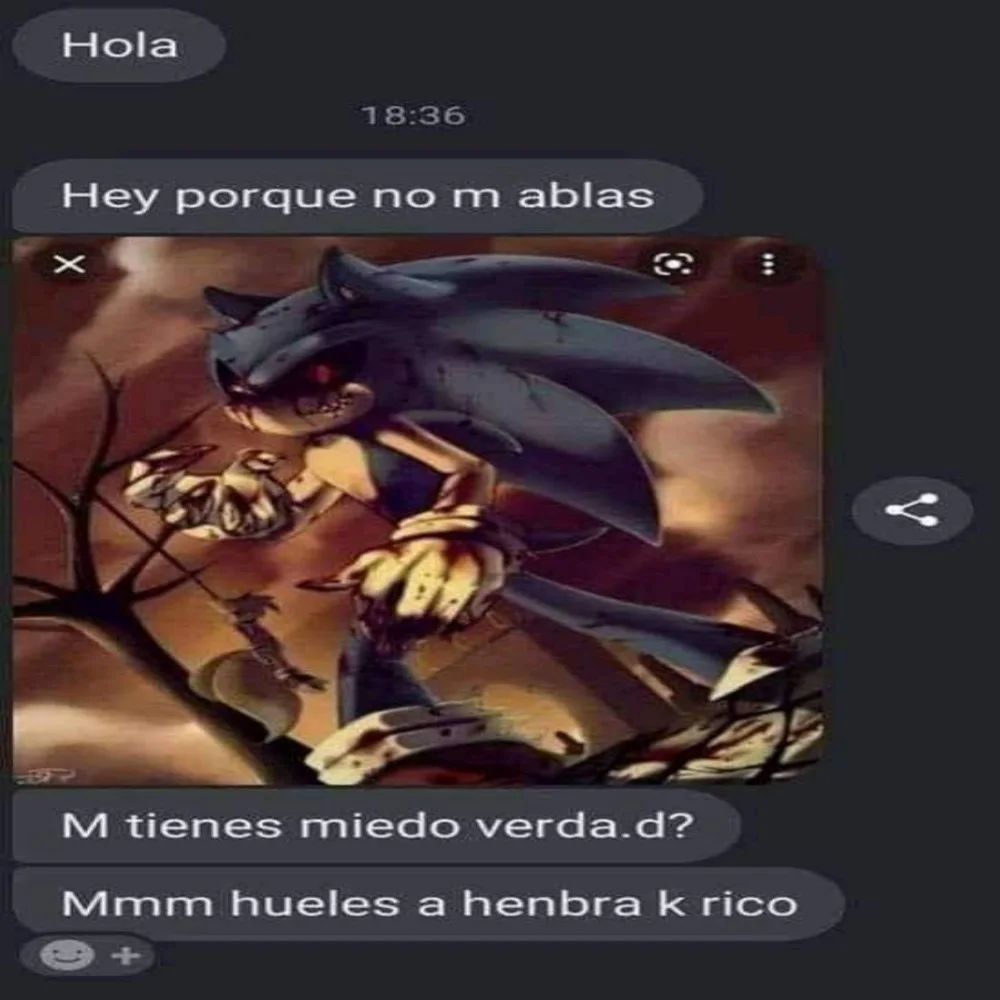 Hola
18:36
Hey porque no m ablas
M tienes miedo verda.d?
Mmm hueles a henbra k rico